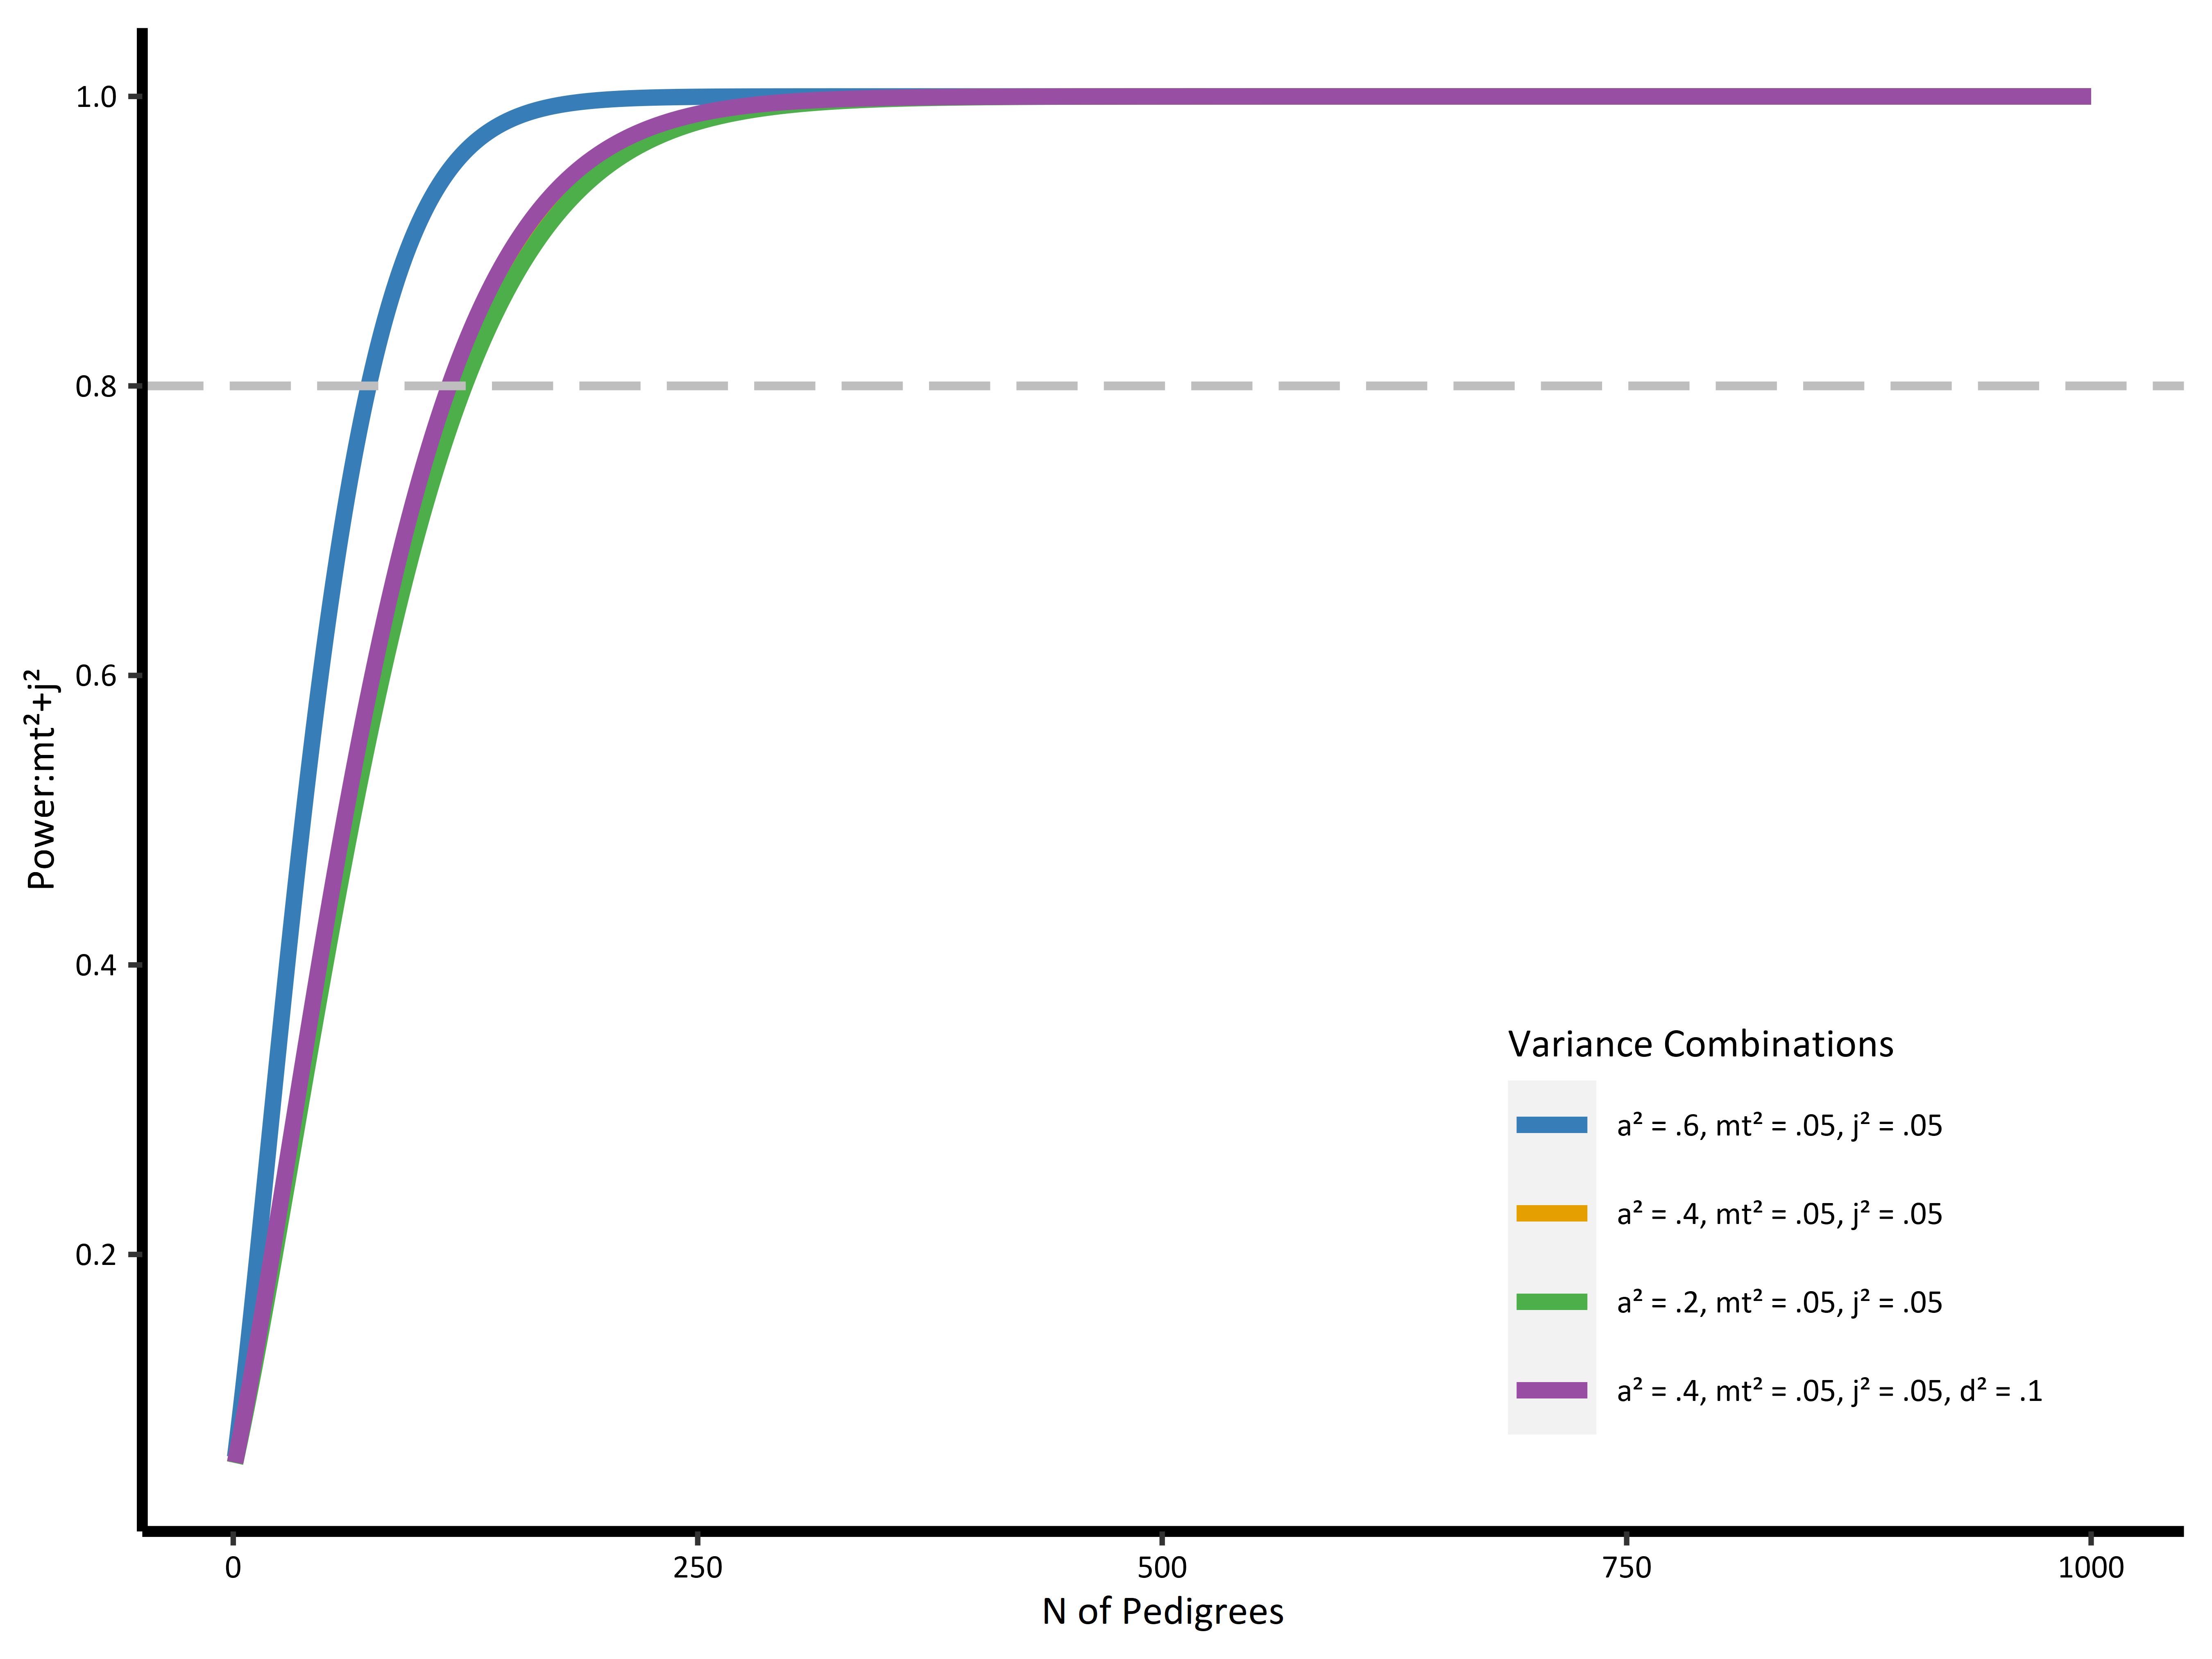 1.0
0.8
0.6
0.4
0.2
Power:mt²+j²
0 250 500 750 1000
N of Pedigrees
Variance Combinations
a² = .6, mt² = .05, j² = .05
a² = .4, mt² = .05, j² = .05
a² = .2, mt² = .05, j² = .05
a² = .4, mt² = .05, j² = .05, d² = .1